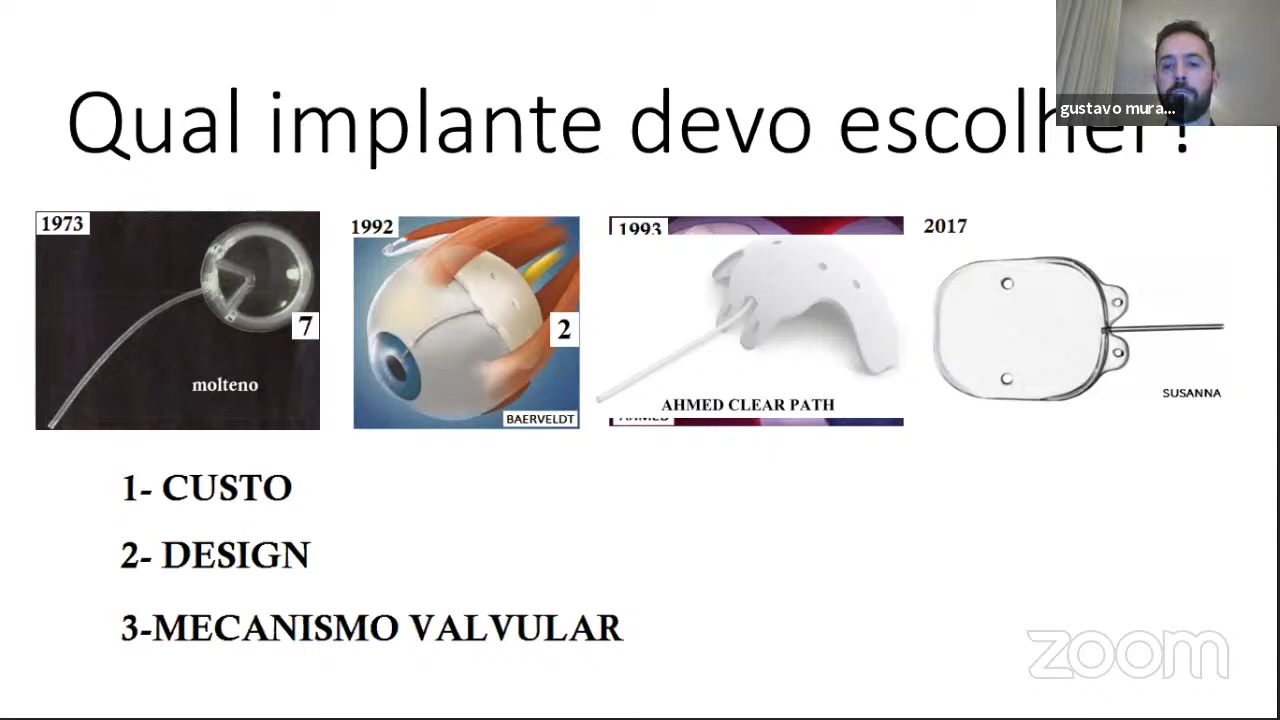 gustavo mura...
Qual implante devo escolher?
1973
7
molteno
1992
2
BAERVELDT
1993
AHMED CLEAR PATH
AHMED
2017
SUSANNA
1- CUSTO
2- DESIGN
3-MECANISMO VALVULAR
zoom